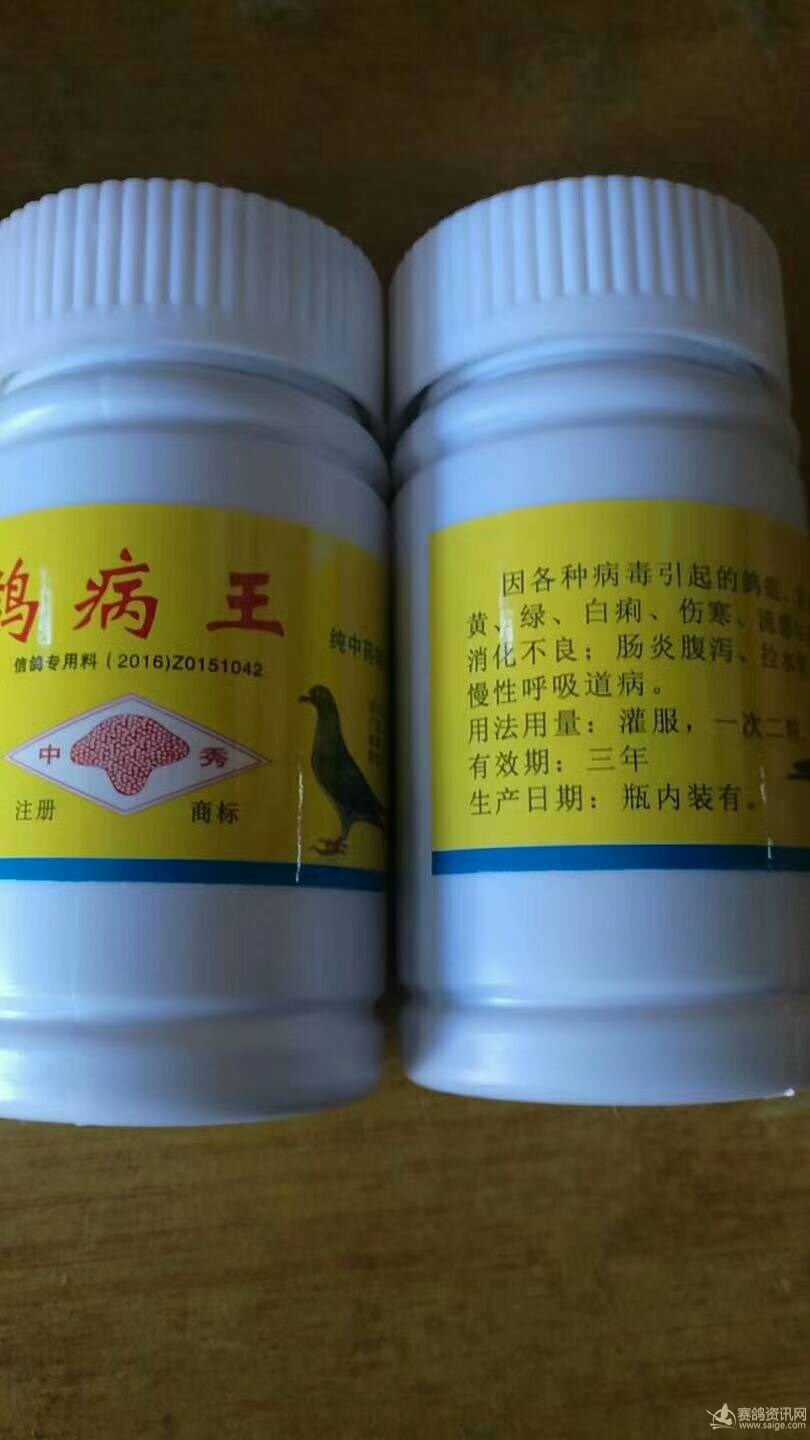 病王
信鸽专用料(2016)Z0151042
纯中药
中
秀
注册
商标
因各种病毒引起的鸽
黄、绿、白痢、伤寒、流感
消化不良；肠炎腹泻、拉水
慢性呼吸道病。
用法用量：灌服，一次二粒
有效期：三年
生产日期：瓶内装有。
赛鸽资讯网
www.saige.com